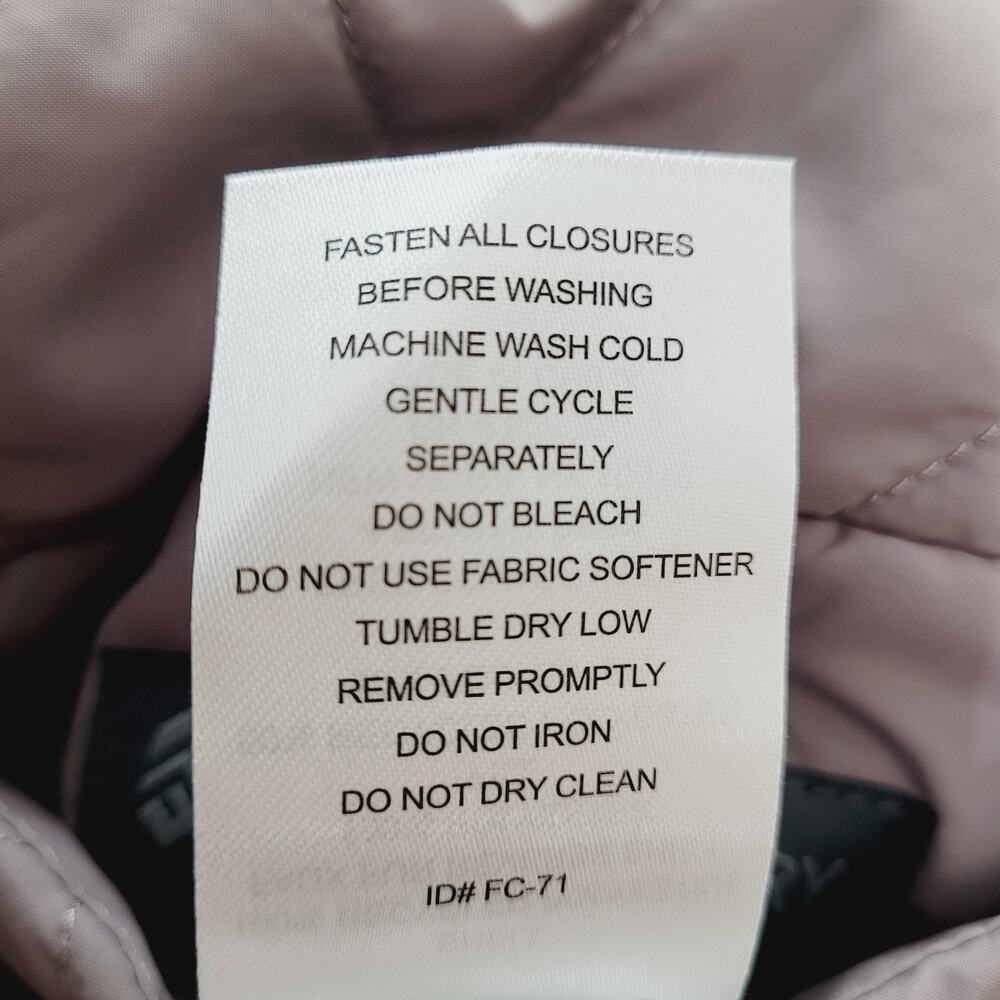 FASTEN ALL CLOSURES
BEFORE WASHING
MACHINE WASH COLD
GENTLE CYCLE
SEPARATELY
DO NOT BLEACH
DO NOT USE FABRIC SOFTENER
TUMBLE DRY LOW
REMOVE PROMPTLY
DO NOT IRON
DO NOT DRY CLEAN
ID# FC-71